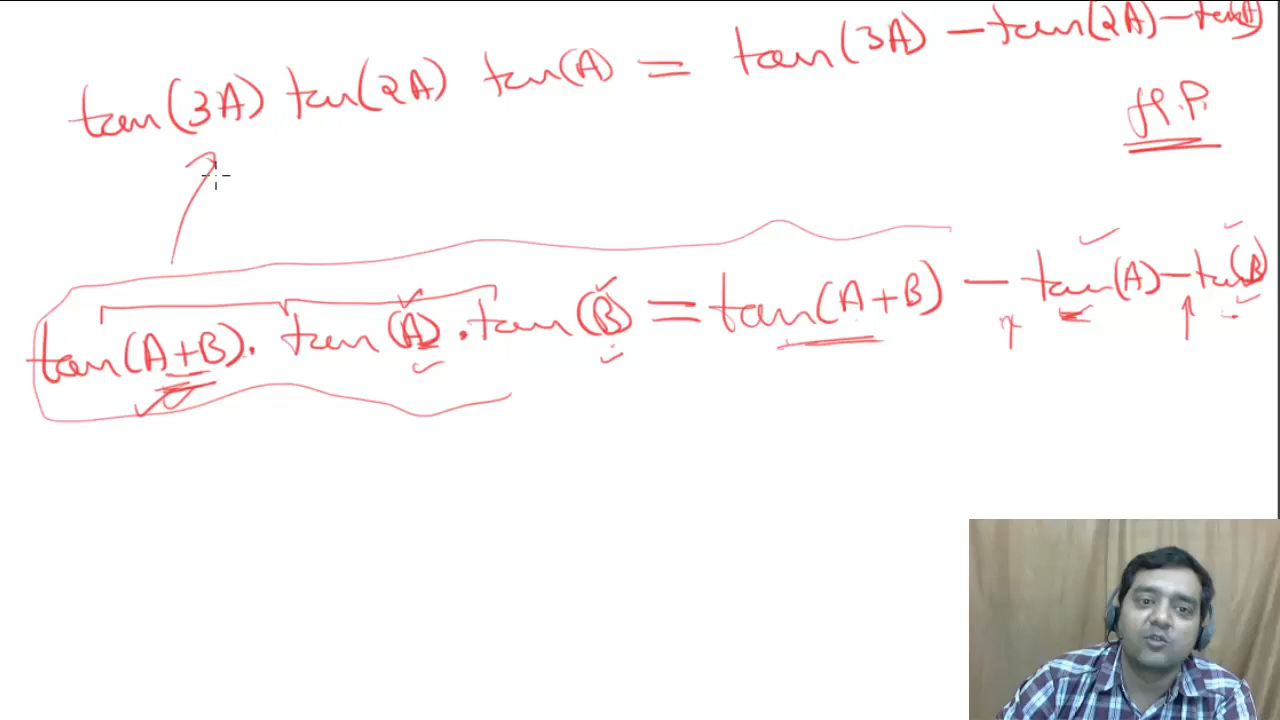 tan(3A) tan(2A) tan(A) = tan(3A) - tan(2A) - tan(A)
H.P.
tan(A+B). tan(A). tan(B) = tan(A+B) - tan(A) - tan(B)